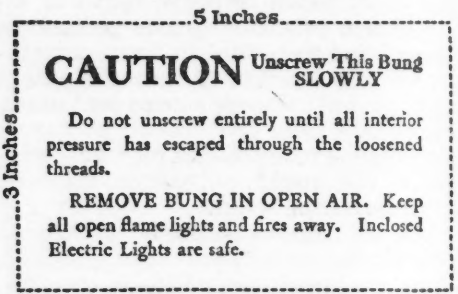 5 Inches
3 Inches
CAUTION Unscrew This Bung
SLOWLY
Do not unscrew entirely until all interior
pressure has escaped through the loosened
threads.
REMOVE BUNG IN OPEN AIR. Keep
all open flame lights and fires away. Inclosed
Electric Lights are safe.